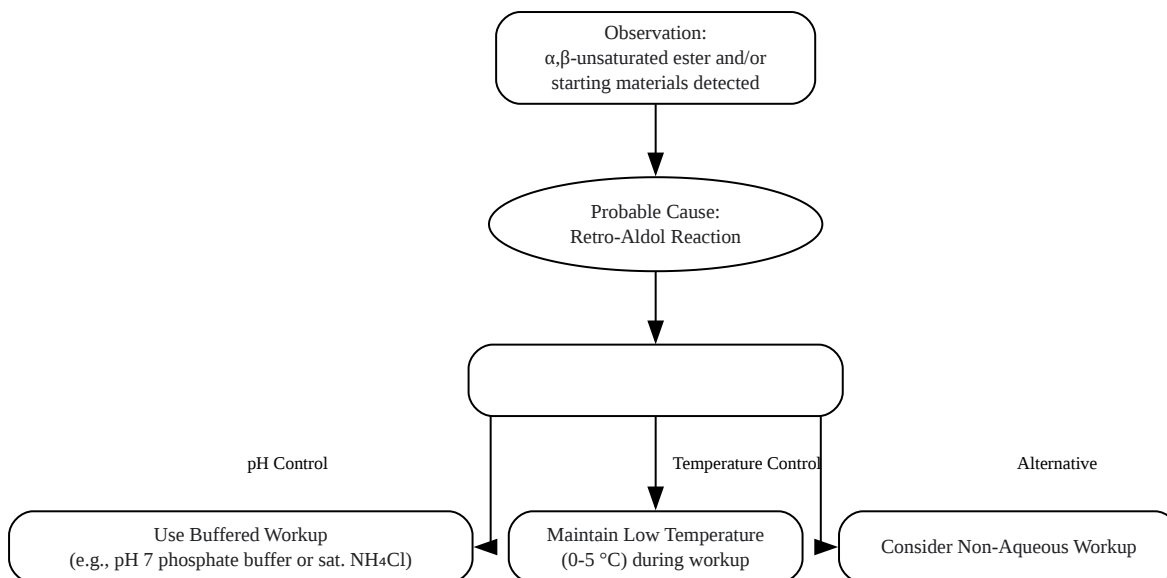 Observation:
α,β-unsaturated ester and/or
starting materials detected
Probable Cause:
Retro-Aldol Reaction
pH Control
Temperature Control
Alternative
Use Buffered Workup
(e.g., pH 7 phosphate buffer or sat. NH₄Cl)
Maintain Low Temperature
(0-5 °C) during workup
Consider Non-Aqueous Workup